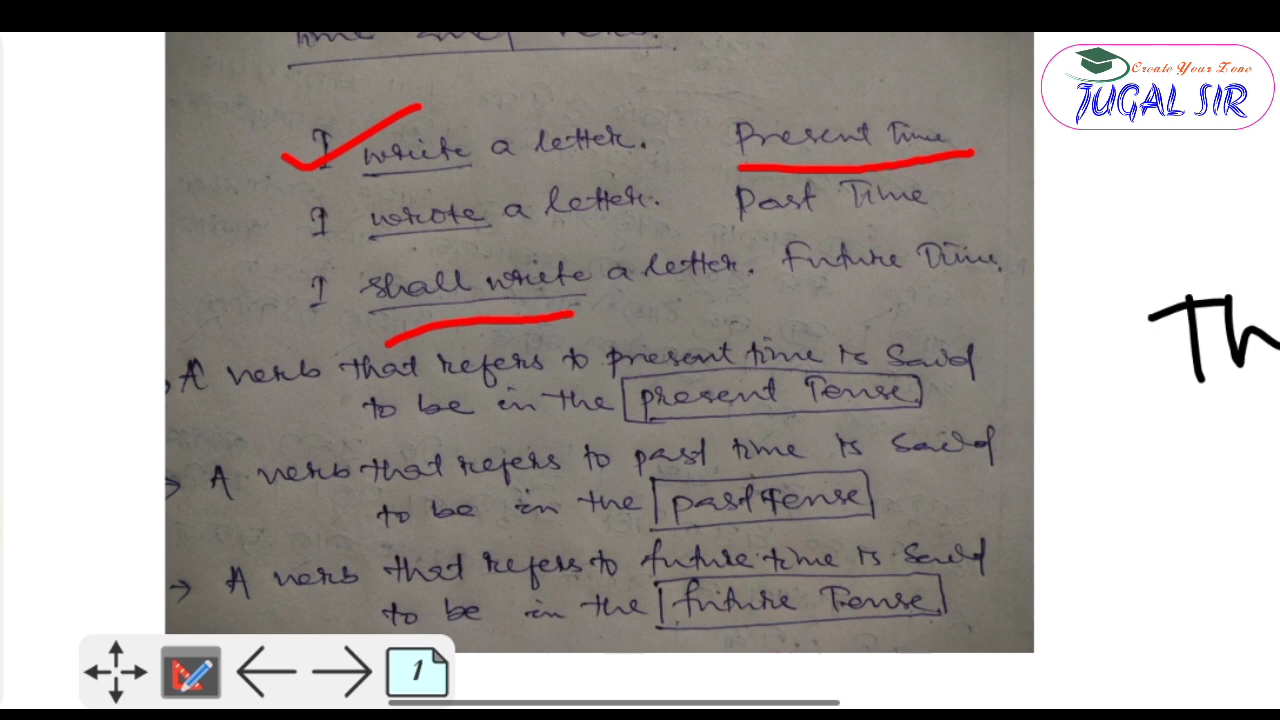 Create Your Zone
JUGAL SIR
I write a letter. Present Time
I wrote a letter. Past Time
I shall write a letter. Future Time.
A verb that refers to present time is said
to be in the present Tense.
→ A verb that refers to past time is said
to be in the past Tense
→ A verb that refers to future time is said
to be in the future Tense.
Th
1